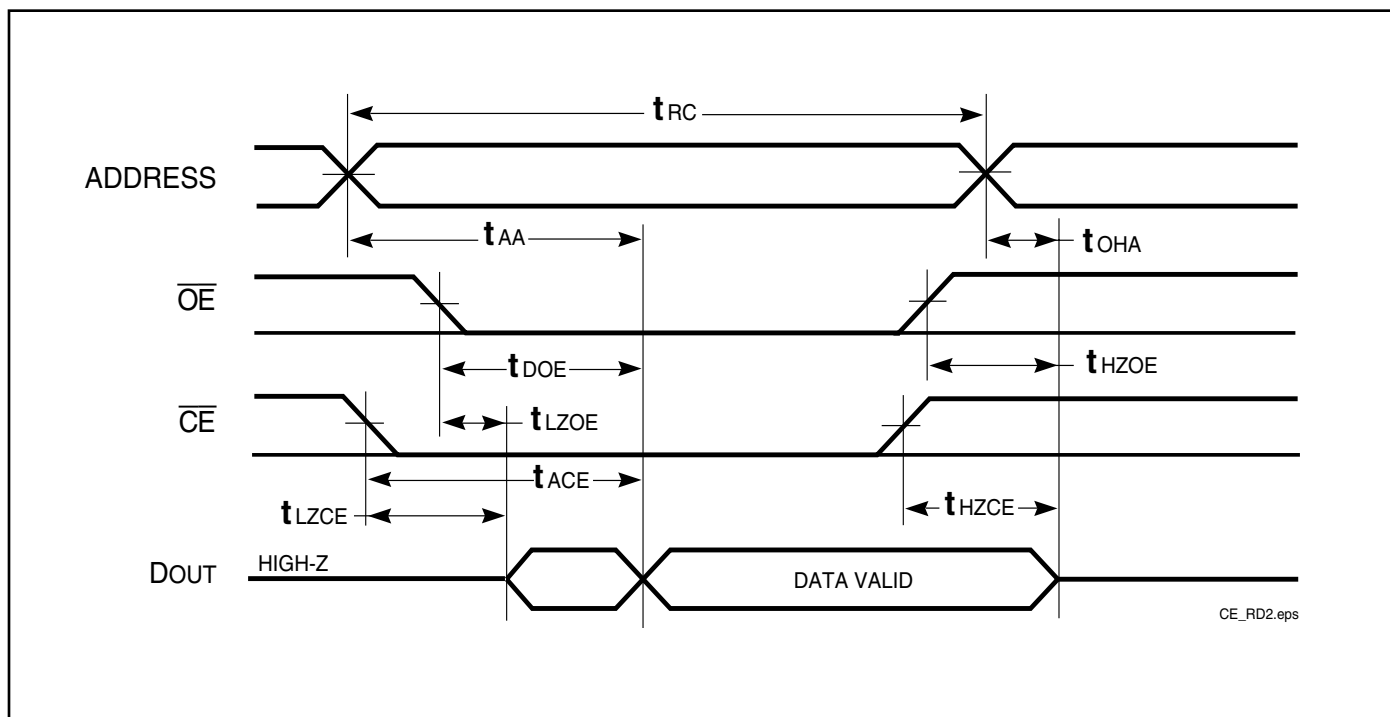 tRC
ADDRESS
tAA
tOHA
OE
tDOE
tHZOE
CE
tLZOE
tACE
tLZCE
tHZCE
DOUT
HIGH-Z
DATA VALID
CE_RD2.eps